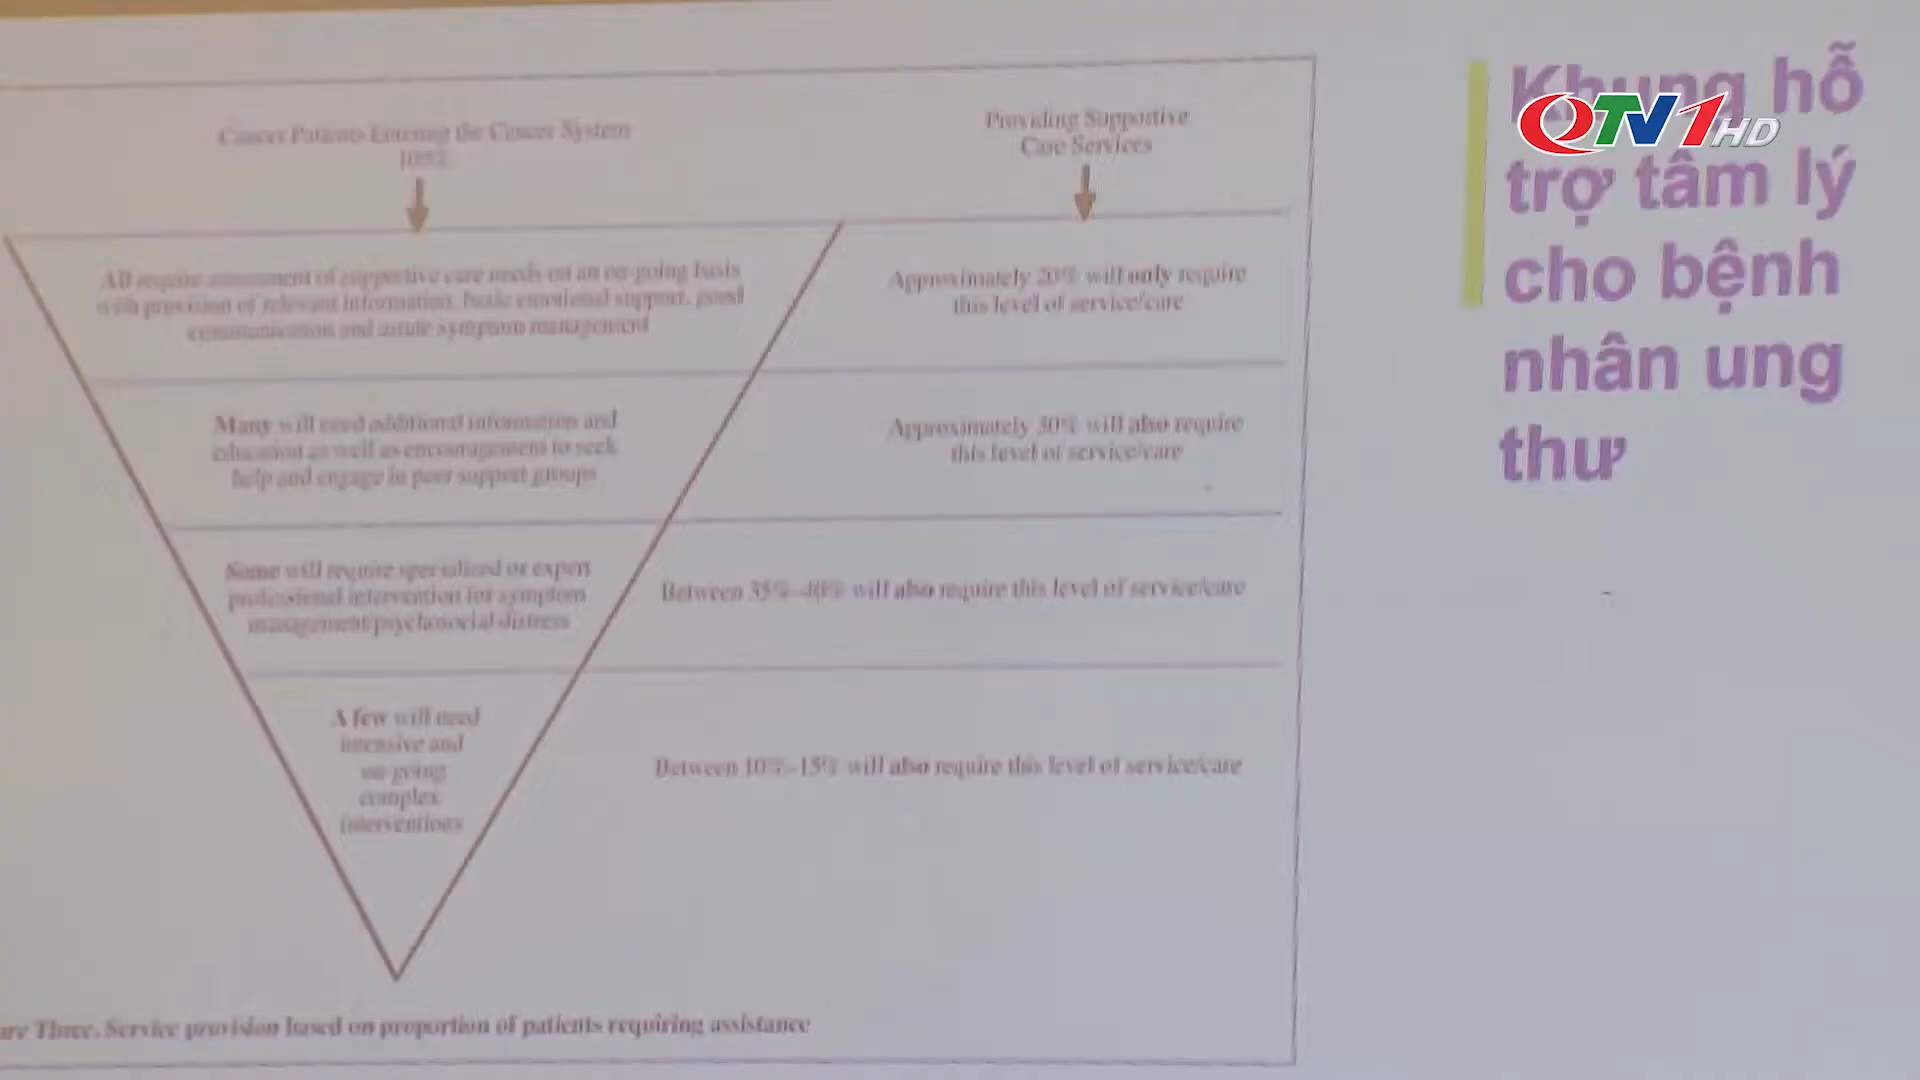 Khung hỗ
trợ tâm lý
cho bệnh
nhân ung
thư
QTV1HD
Cancer Patients Entering the Cancer System
100%
Providing Supportive
Care Services
All require assessment of supportive care needs on an on-going basis
with provision of relevant information, basic emotional support, good
communication and astute symptom management
Approximately 20% will only require
this level of service/care
Many will need additional information and
education as well as encouragement to seek
help and engage in peer support groups
Approximately 30% will also require
this level of service/care
Some will require specialized or expert
professional intervention for symptom
management/psychosocial distress
Between 35%–40% will also require this level of service/care
A few will need
intensive and
on-going
complex
interventions
Between 10%–15% will also require this level of service/care
Three. Service provision based on proportion of patients requiring assistance